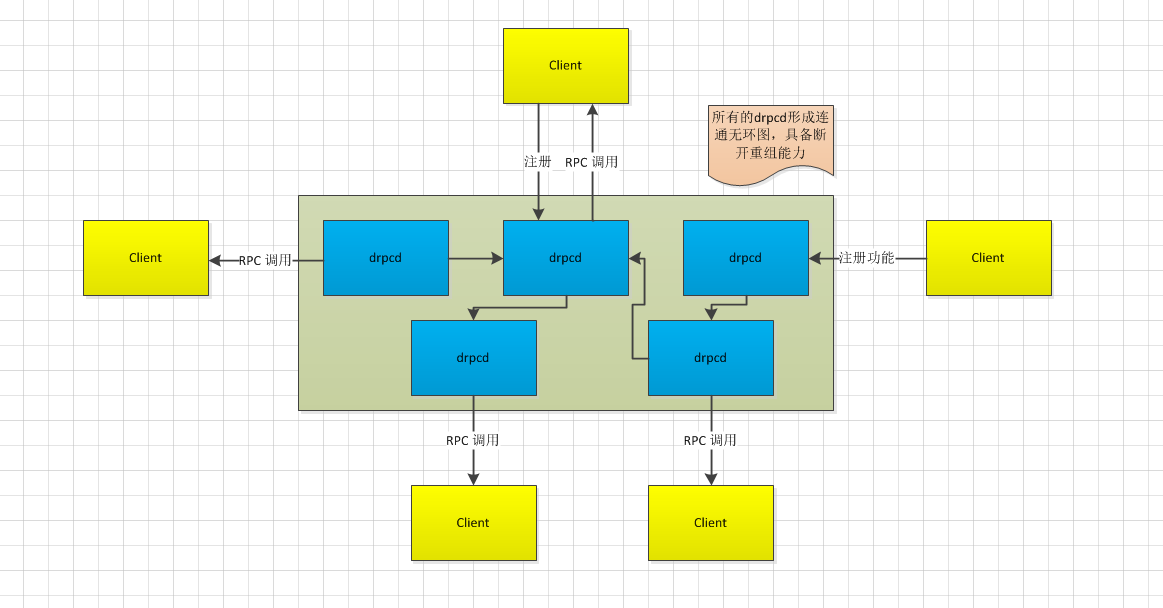 Client
所有的drpcd形成连
通无环图，具备断
开重组能力
注册
RPC 调用
Client
RPC 调用
drpcd
drpcd
drpcd
注册功能
Client
drpcd
drpcd
RPC 调用
RPC 调用
Client
Client